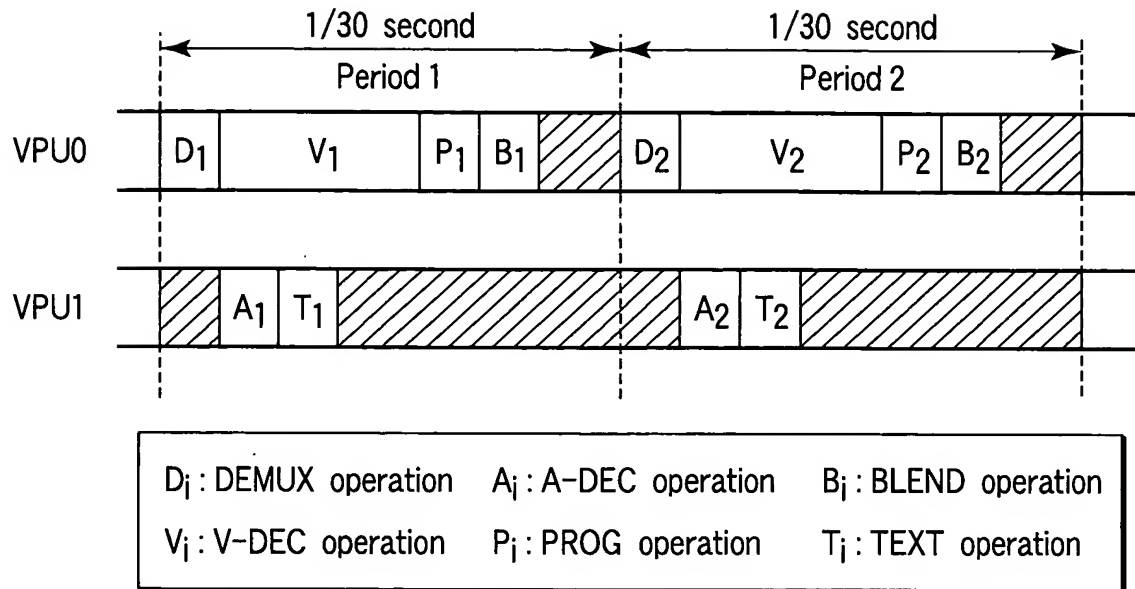 1/30 second 1/30 second
Period 1 Period 2
VPU0 D1 V1 P1 B1 D2 V2 P2 B2
VPU1 A1 T1 A2 T2
Di : DEMUX operation Ai : A-DEC operation Bi : BLEND operation
Vi : V-DEC operation Pi : PROG operation Ti : TEXT operation